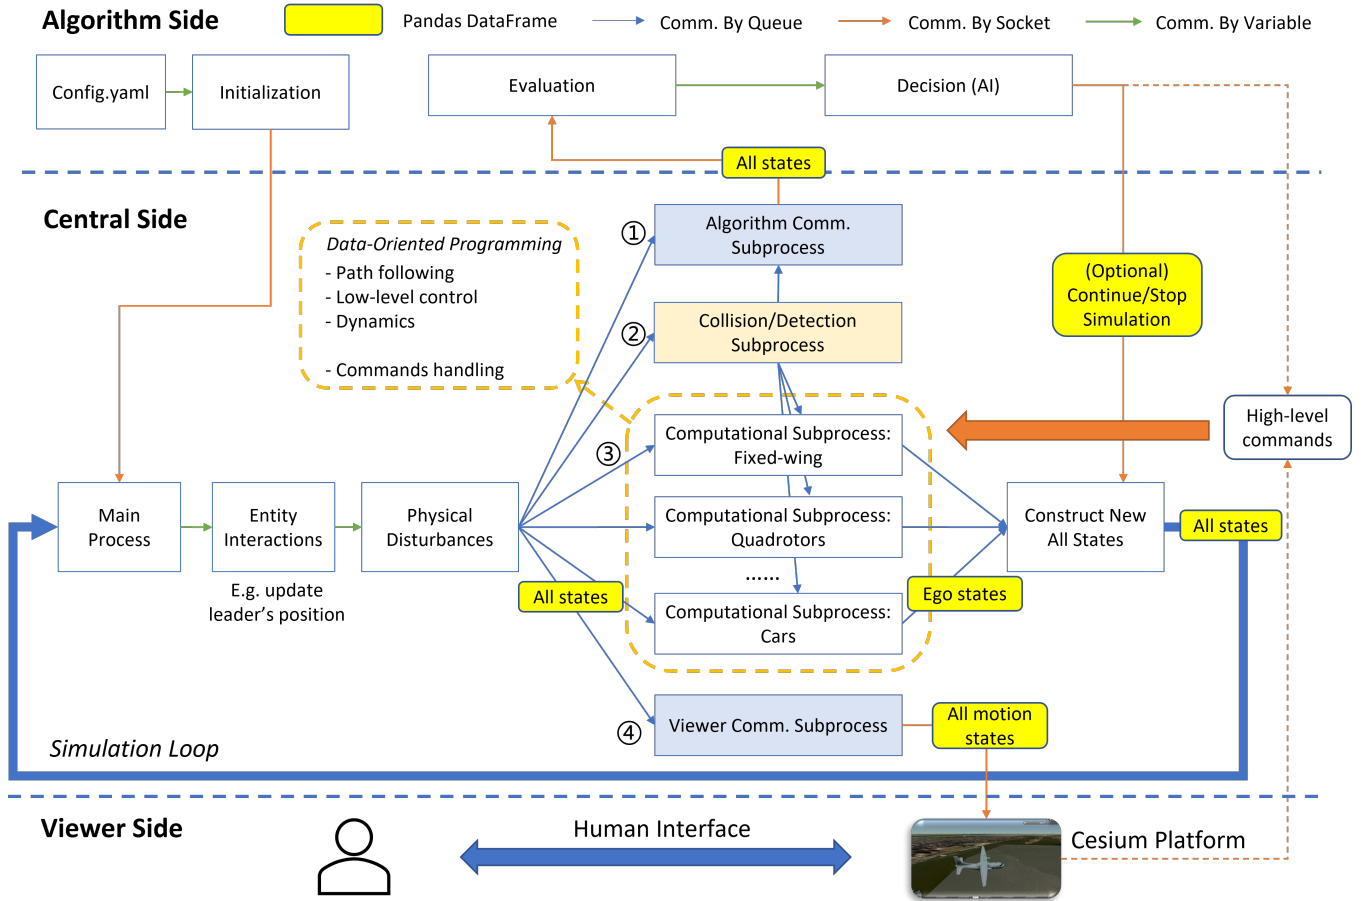 Algorithm Side
Pandas DataFrame
Comm. By Queue
Comm. By Socket
Comm. By Variable
Config.yaml
Initialization
Evaluation
Decision (AI)
All states
Central Side
Data-Oriented Programming
- Path following
- Low-level control
- Dynamics
- Commands handling
①
Algorithm Comm.
Subprocess
②
Collision/Detection
Subprocess
(Optional)
Continue/Stop
Simulation
High-level
commands
③
Computational Subprocess:
Fixed-wing
Computational Subprocess:
Quadrotors
......
Computational Subprocess:
Cars
Main
Process
Entity
Interactions
E.g. update
leader's position
Physical
Disturbances
All states
Ego states
Construct New
All States
All states
④
Viewer Comm. Subprocess
All motion
states
Simulation Loop
Viewer Side
Human Interface
Cesium Platform